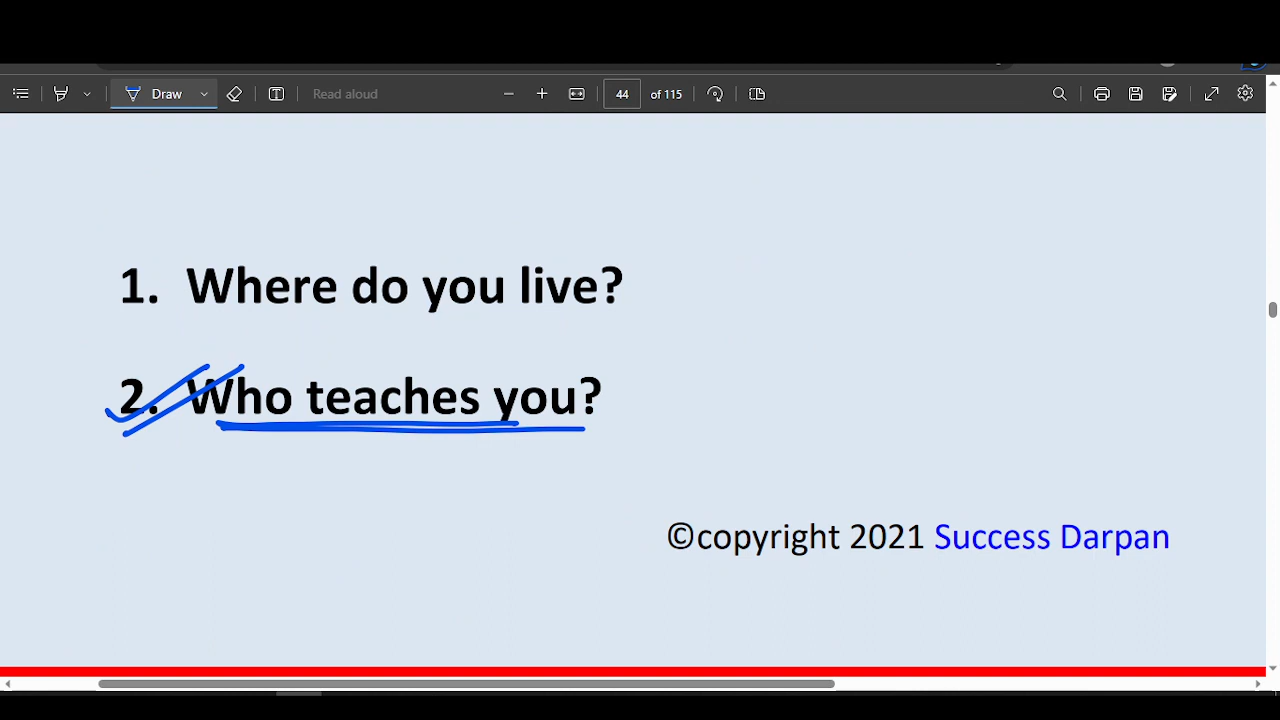 Draw
Read aloud
44 of 115
1. Where do you live?
2. Who teaches you?
©copyright 2021 Success Darpan